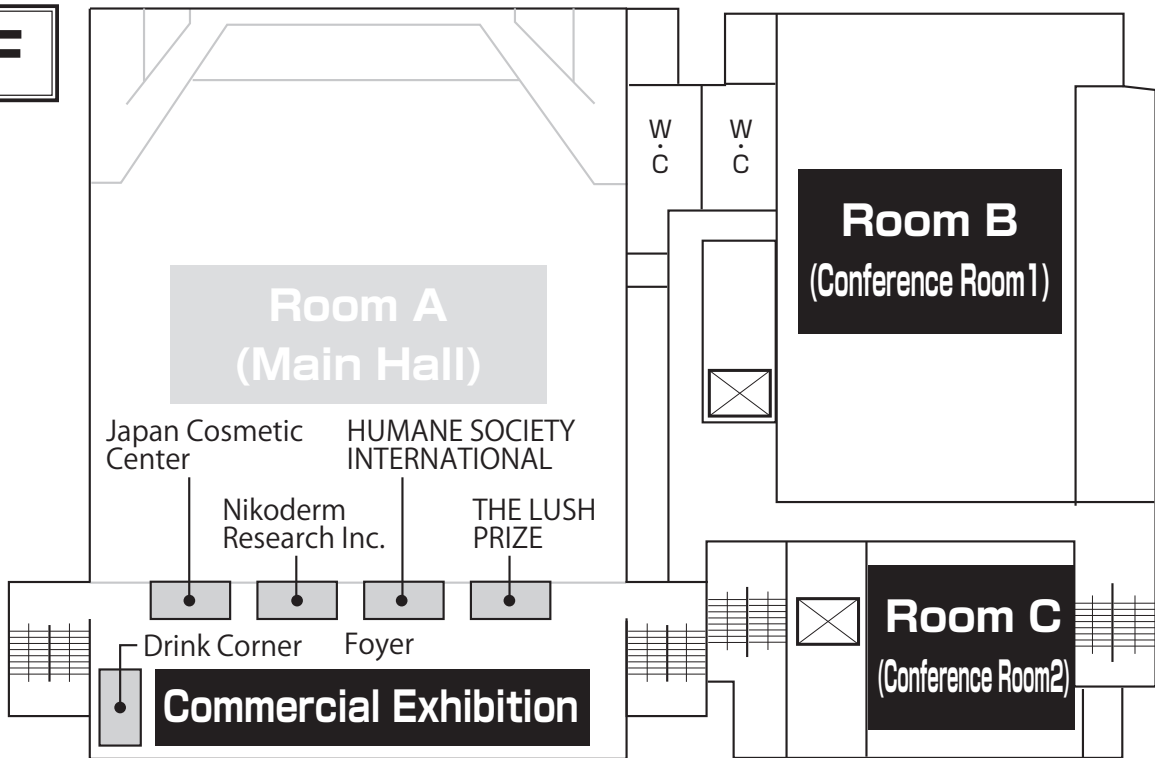 F
W・C
W・C
Room B
(Conference Room1)
Room A
(Main Hall)
Japan Cosmetic
Center
HUMANE SOCIETY
INTERNATIONAL
Nikoderm
Research Inc.
THE LUSH
PRIZE
Drink Corner
Foyer
Commercial Exhibition
Room C
(Conference Room2)